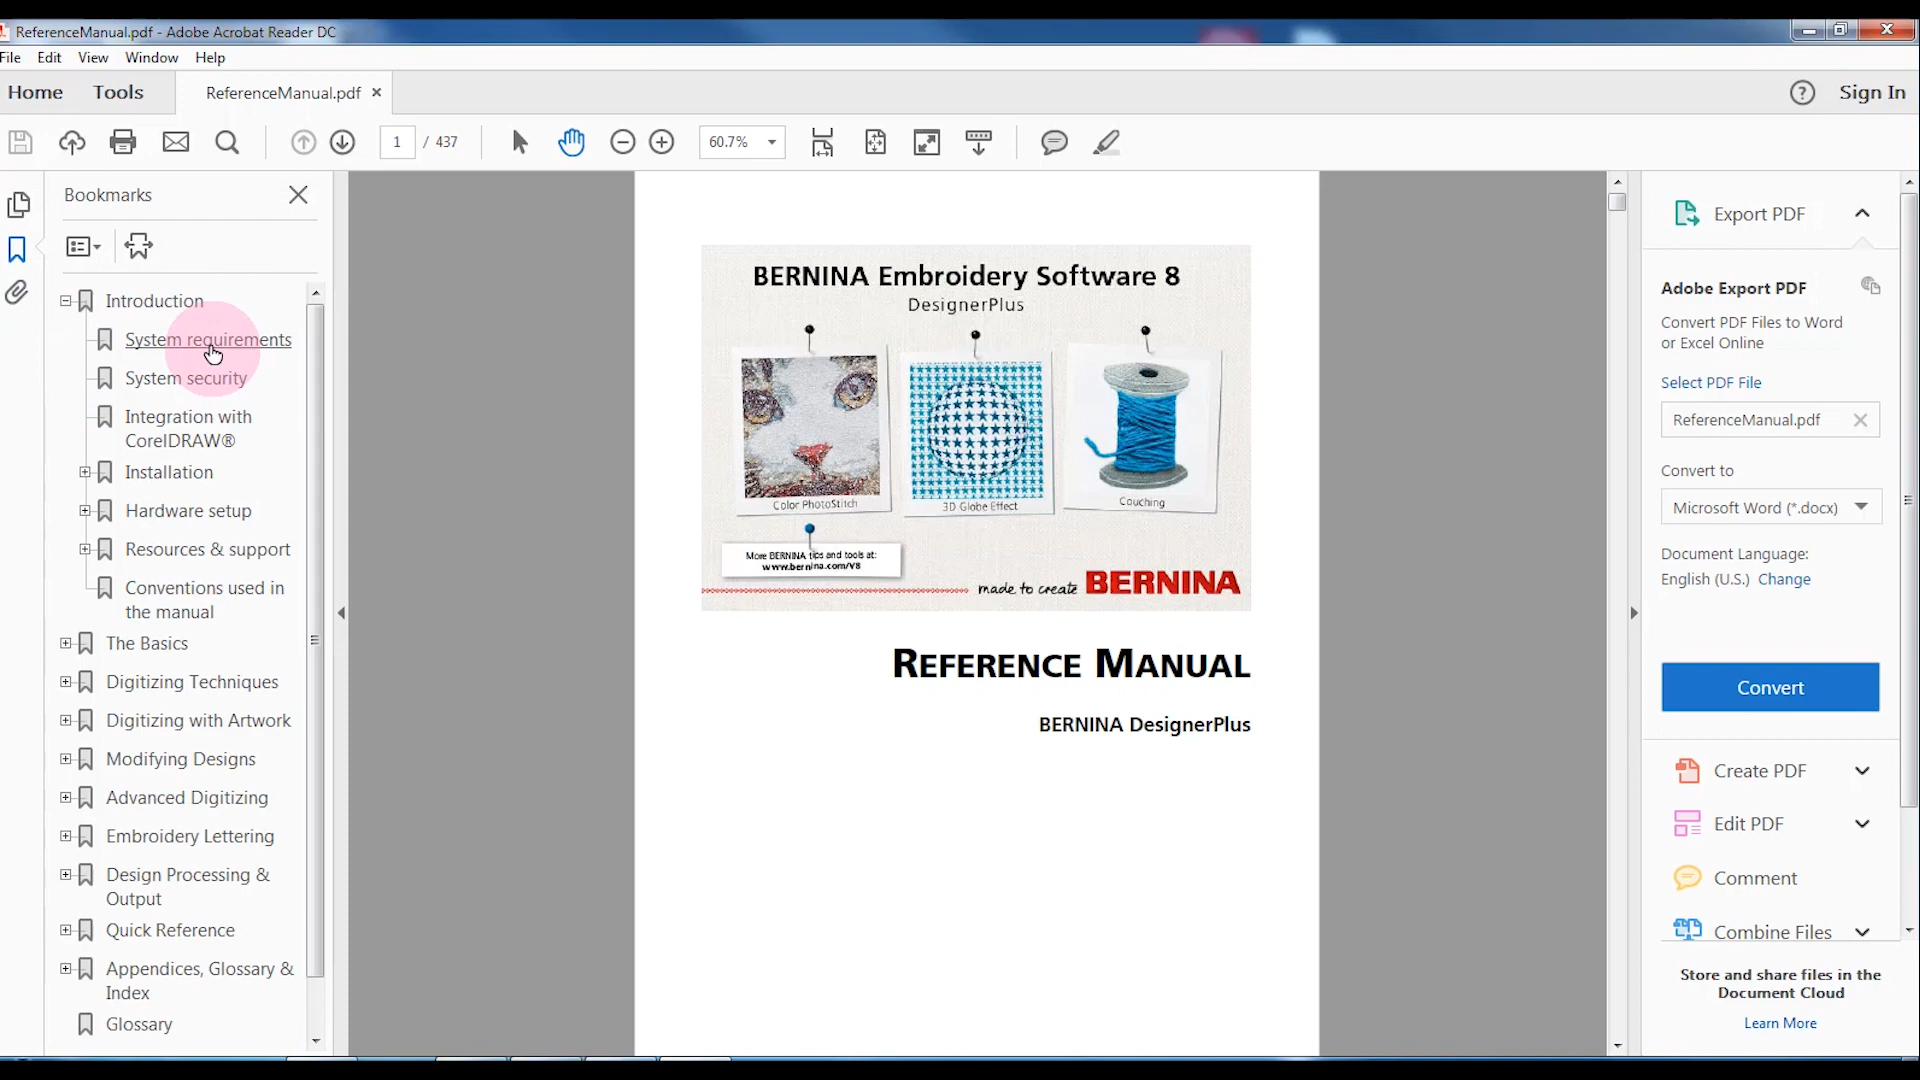 ReferenceManual.pdf - Adobe Acrobat Reader DC
File Edit View Window Help
Home Tools ReferenceManual.pdf × ? Sign In
1 / 437 60.7%
Bookmarks
Introduction
System requirements
System security
Integration with
CorelDRAW®
Installation
Hardware setup
Resources & support
Conventions used in
the manual
The Basics
Digitizing Techniques
Digitizing with Artwork
Modifying Designs
Advanced Digitizing
Embroidery Lettering
Design Processing &
Output
Quick Reference
Appendices, Glossary &
Index
Glossary
BERNINA Embroidery Software 8
DesignerPlus
Color PhotoStitch
3D Globe Effect
Couching
More BERNINA tips and tools at:
www.bernina.com/V8
made to create BERNINA
REFERENCE MANUAL
BERNINA DesignerPlus
Export PDF
Adobe Export PDF
Convert PDF Files to Word
or Excel Online
Select PDF File
ReferenceManual.pdf
Convert to
Microsoft Word (*.docx)
Document Language:
English (U.S.) Change
Convert
Create PDF
Edit PDF
Comment
Combine Files
Store and share files in the
Document Cloud
Learn More